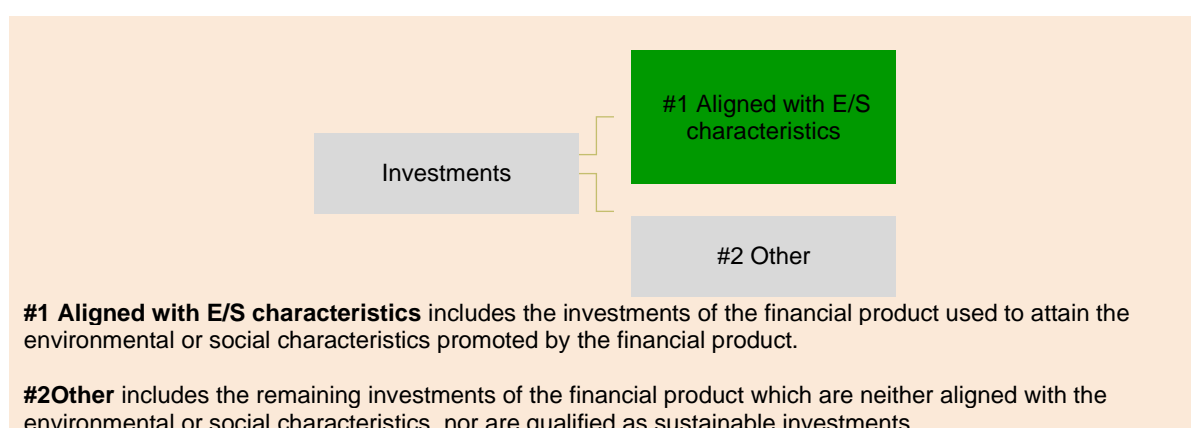 #1 Aligned with E/S
characteristics
Investments
#2 Other
#1 Aligned with E/S characteristics includes the investments of the financial product used to attain the
environmental or social characteristics promoted by the financial product.
#2Other includes the remaining investments of the financial product which are neither aligned with the
environmental or social characteristics, nor are qualified as sustainable investments.